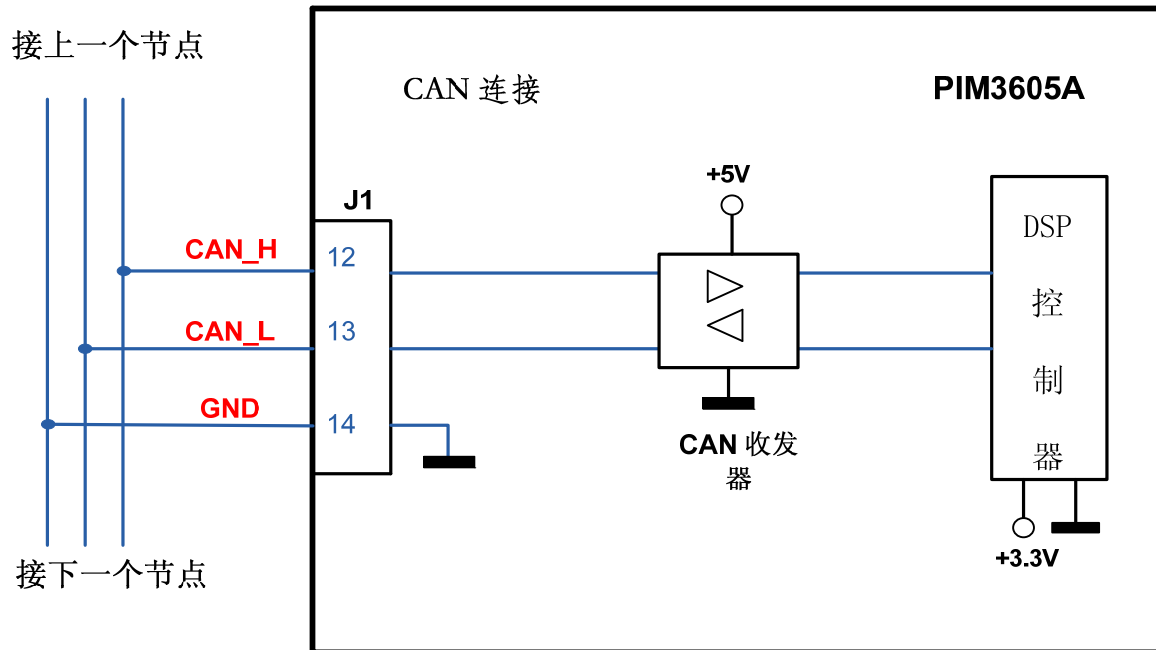 接上一个节点
CAN 连接
PIM3605A
J1
+5V
CAN_H
12
DSP
控
制
器
CAN_L
13
GND
14
CAN 收发
器
+3.3V
接下一个节点